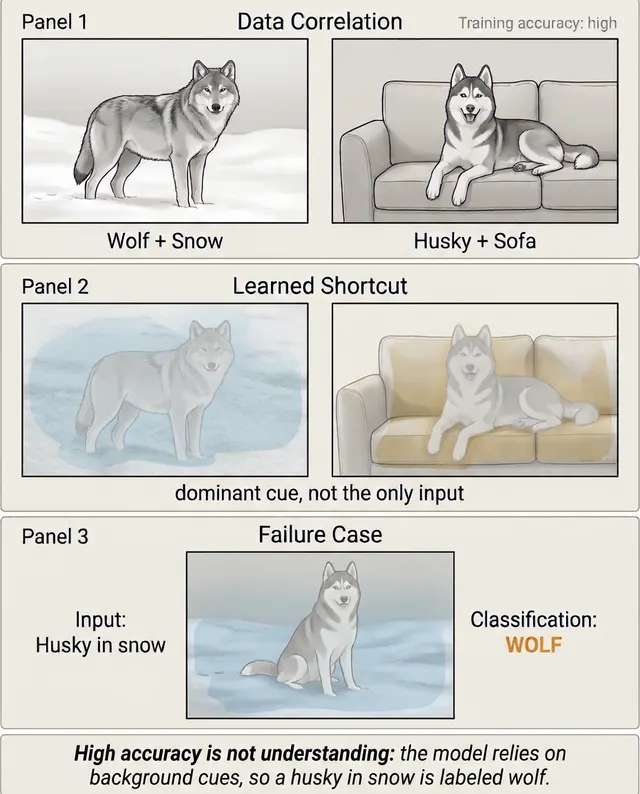 Panel 1
Data Correlation
Training accuracy: high
Wolf + Snow
Husky + Sofa
Panel 2
Learned Shortcut
dominant cue, not the only input
Panel 3
Failure Case
Input:
Husky in snow
Classification:
WOLF
High accuracy is not understanding: the model relies on
background cues, so a husky in snow is labeled wolf.